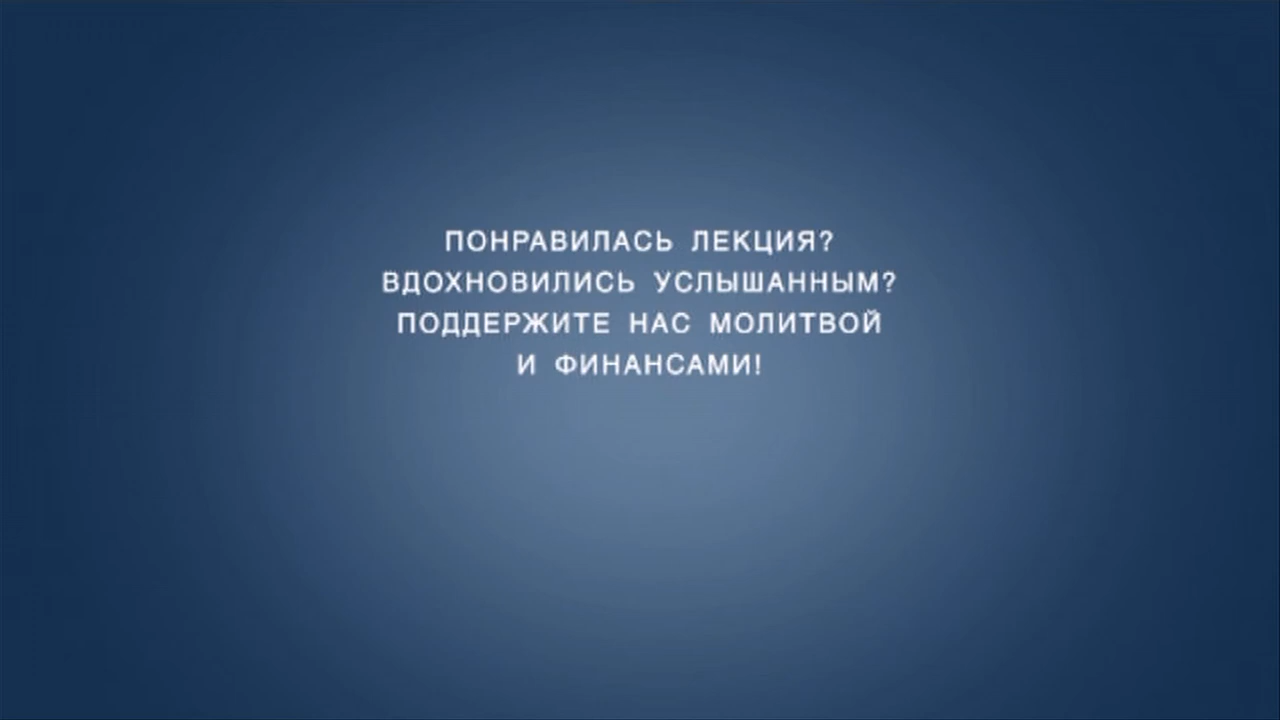 ПОНРАВИЛАСЬ ЛЕКЦИЯ?
ВДОХНОВИЛИСЬ УСЛЫШАННЫМ?
ПОДДЕРЖИТЕ НАС МОЛИТВОЙ
И ФИНАНСАМИ!